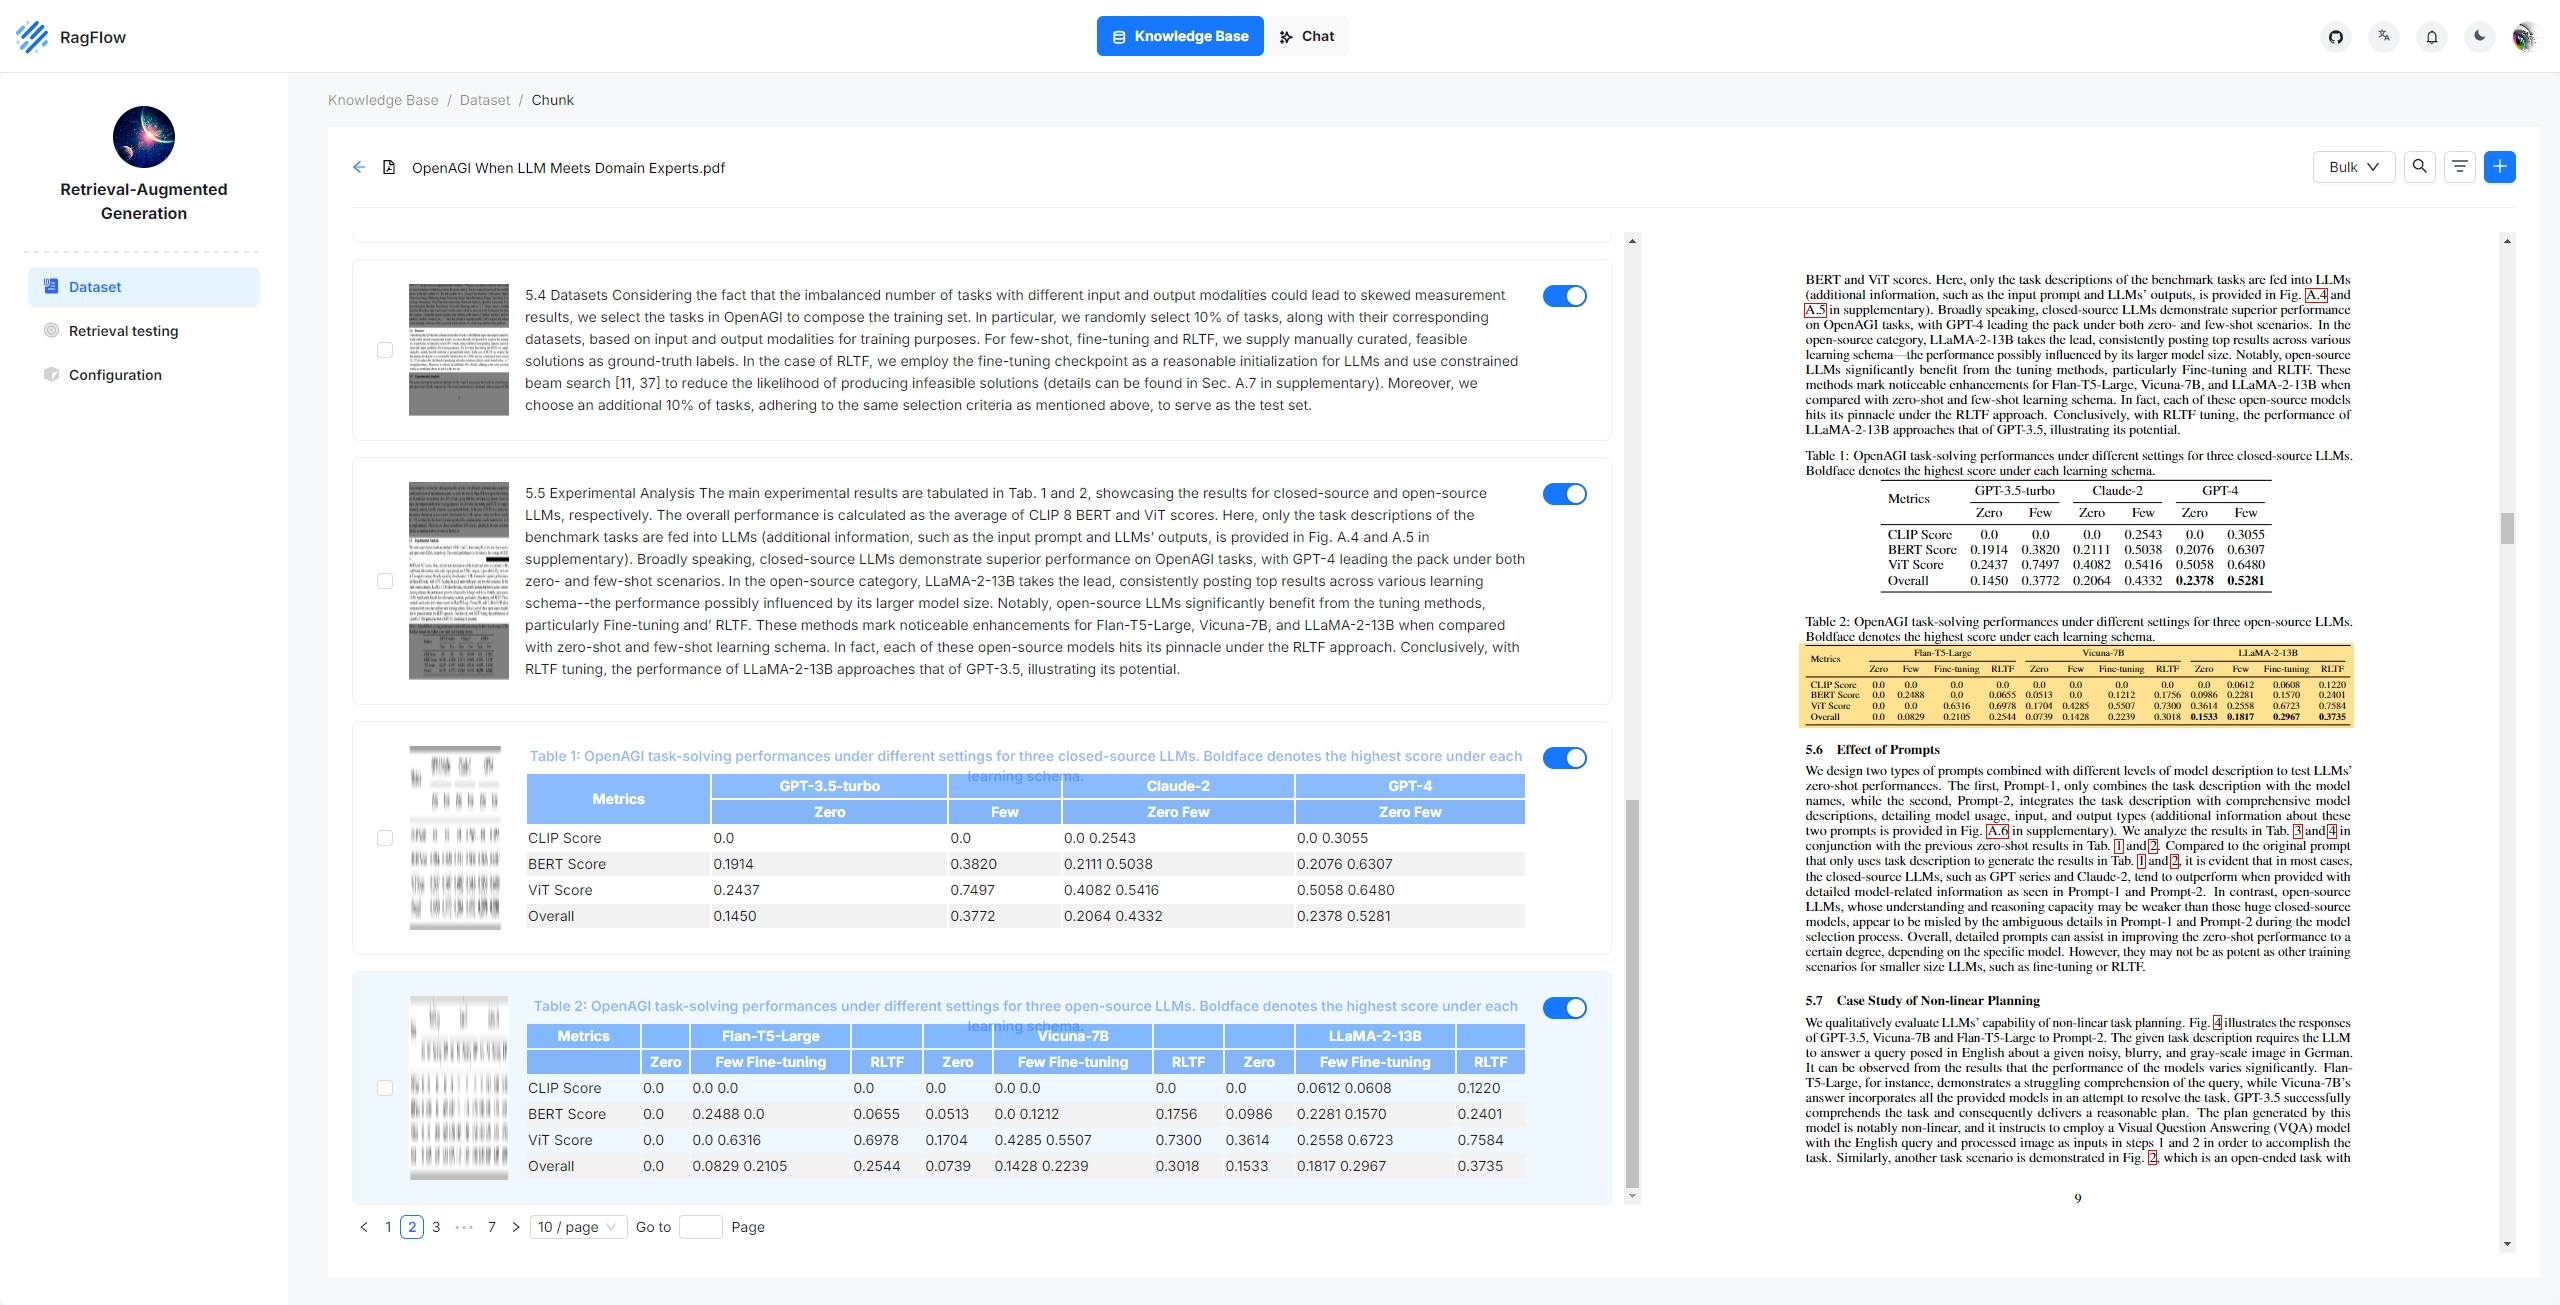 RagFlow
Knowledge Base
Chat
Retrieval-Augmented
Generation
Dataset
Retrieval testing
Configuration
Knowledge Base / Dataset / Chunk
OpenAGI When LLM Meets Domain Experts.pdf
Bulk
5.4 Datasets Considering the fact that the imbalanced number of tasks with different input and output modalities could lead to skewed measurement
results, we select the tasks in OpenAGI to compose the training set. In particular, we randomly select 10% of tasks, along with their corresponding
datasets, based on input and output modalities for training purposes. For few-shot, fine-tuning and RLTF, we supply manually curated, feasible
solutions as ground-truth labels. In the case of RLTF, we employ the fine-tuning checkpoint as a reasonable initialization for LLMs and use constrained
beam search [11, 37] to reduce the likelihood of producing infeasible solutions (details can be found in Sec. A.7 in supplementary). Moreover, we
choose an additional 10% of tasks, adhering to the same selection criteria as mentioned above, to serve as the test set.
5.5 Experimental Analysis The main experimental results are tabulated in Tab. 1 and 2, showcasing the results for closed-source and open-source
LLMs, respectively. The overall performance is calculated as the average of CLIP 8 BERT and ViT scores. Here, only the task descriptions of the
benchmark tasks are fed into LLMs (additional information, such as the input prompt and LLMs' outputs, is provided in Fig. A.4 and A.5 in
supplementary). Broadly speaking, closed-source LLMs demonstrate superior performance on OpenAGI tasks, with GPT-4 leading the pack under both
zero- and few-shot scenarios. In the open-source category, LLaMA-2-13B takes the lead, consistently posting top results across various learning
schema--the performance possibly influenced by its larger model size. Notably, open-source LLMs significantly benefit from the tuning methods,
particularly Fine-tuning and' RLTF. These methods mark noticeable enhancements for Flan-T5-Large, Vicuna-7B, and LLaMA-2-13B when compared
with zero-shot and few-shot learning schema. In fact, each of these open-source models hits its pinnacle under the RLTF approach. Conclusively, with
RLTF tuning, the performance of LLaMA-2-13B approaches that of GPT-3.5, illustrating its potential.
Table 1: OpenAGI task-solving performances under different settings for three closed-source LLMs. Boldface denotes the highest score under each
learning schema.
Metrics GPT-3.5-turbo Claude-2 GPT-4
Zero Few Zero Few Zero Few
CLIP Score 0.0 0.0 0.0 0.2543 0.0 0.3055
BERT Score 0.1914 0.3820 0.2111 0.5038 0.2076 0.6307
ViT Score 0.2437 0.7497 0.4082 0.5416 0.5058 0.6480
Overall 0.1450 0.3772 0.2064 0.4332 0.2378 0.5281
Table 2: OpenAGI task-solving performances under different settings for three open-source LLMs. Boldface denotes the highest score under each
learning schema.
Metrics Flan-T5-Large Vicuna-7B LLaMA-2-13B
Zero Few Fine-tuning RLTF Zero Few Fine-tuning RLTF Zero Few Fine-tuning RLTF
CLIP Score 0.0 0.0 0.0 0.0 0.0 0.0 0.0 0.0 0.0 0.0612 0.0608 0.1220
BERT Score 0.0 0.2488 0.0 0.0655 0.0513 0.0 0.1212 0.1756 0.0986 0.2281 0.1570 0.2401
ViT Score 0.0 0.0 0.6316 0.6978 0.1704 0.4285 0.5507 0.7300 0.3614 0.2558 0.6723 0.7584
Overall 0.0 0.0829 0.2105 0.2544 0.0739 0.1428 0.2239 0.3018 0.1533 0.1817 0.2967 0.3735
< 1 2 3 ••• 7 > 10 / page Go to Page
BERT and ViT scores. Here, only the task descriptions of the benchmark tasks are fed into LLMs
(additional information, such as the input prompt and LLMs' outputs, is provided in Fig. A.4 and
A.5 in supplementary). Broadly speaking, closed-source LLMs demonstrate superior performance
on OpenAGI tasks, with GPT-4 leading the pack under both zero- and few-shot scenarios. In the
open-source category, LLaMA-2-13B takes the lead, consistently posting top results across various
learning schema—the performance possibly influenced by its larger model size. Notably, open-source
LLMs significantly benefit from the tuning methods, particularly Fine-tuning and RLTF. These
methods mark noticeable enhancements for Flan-T5-Large, Vicuna-7B, and LLaMA-2-13B when
compared with zero-shot and few-shot learning schema. In fact, each of these open-source models
hits its pinnacle under the RLTF approach. Conclusively, with RLTF tuning, the performance of
LLaMA-2-13B approaches that of GPT-3.5, illustrating its potential.
Table 1: OpenAGI task-solving performances under different settings for three closed-source LLMs.
Boldface denotes the highest score under each learning schema.
Metrics GPT-3.5-turbo Claude-2 GPT-4
Zero Few Zero Few Zero Few
CLIP Score 0.0 0.0 0.0 0.2543 0.0 0.3055
BERT Score 0.1914 0.3820 0.2111 0.5038 0.2076 0.6307
ViT Score 0.2437 0.7497 0.4082 0.5416 0.5058 0.6480
Overall 0.1450 0.3772 0.2064 0.4332 0.2378 0.5281
Table 2: OpenAGI task-solving performances under different settings for three open-source LLMs.
Boldface denotes the highest score under each learning schema.
Metrics Flan-T5-Large Vicuna-7B LLaMA-2-13B
Zero Few Fine-tuning RLTF Zero Few Fine-tuning RLTF Zero Few Fine-tuning RLTF
CLIP Score 0.0 0.0 0.0 0.0 0.0 0.0 0.0 0.0 0.0 0.0612 0.0608 0.1220
BERT Score 0.0 0.2488 0.0 0.0655 0.0513 0.0 0.1212 0.1756 0.0986 0.2281 0.1570 0.2401
ViT Score 0.0 0.0 0.6316 0.6978 0.1704 0.4285 0.5507 0.7300 0.3614 0.2558 0.6723 0.7584
Overall 0.0 0.0829 0.2105 0.2544 0.0739 0.1428 0.2239 0.3018 0.1533 0.1817 0.2967 0.3735
5.6 Effect of Prompts
We design two types of prompts combined with different levels of model description to test LLMs'
zero-shot performances. The first, Prompt-1, only combines the task description with the model
names, while the second, Prompt-2, integrates the task description with comprehensive model
descriptions, detailing model usage, input, and output types (additional information about these
two prompts is provided in Fig. A.6 in supplementary). We analyze the results in Tab. 3 and 4 in
conjunction with the previous zero-shot results in Tab. 1 and 2. Compared to the original prompt
that only uses task description to generate the results in Tab. 1 and 2, it is evident that in most cases,
the closed-source LLMs, such as GPT series and Claude-2, tend to outperform when provided with
detailed model-related information as seen in Prompt-1 and Prompt-2. In contrast, open-source
LLMs, whose understanding and reasoning capacity may be weaker than those huge closed-source
models, appear to be misled by the ambiguous details in Prompt-1 and Prompt-2 during the model
selection process. Overall, detailed prompts can assist in improving the zero-shot performance to a
certain degree, depending on the specific model. However, they may not be as potent as other training
scenarios for smaller size LLMs, such as fine-tuning or RLTF.
5.7 Case Study of Non-linear Planning
We qualitatively evaluate LLMs' capability of non-linear task planning. Fig. 4 illustrates the responses
of GPT-3.5, Vicuna-7B and Flan-T5-Large to Prompt-2. The given task description requires the LLM
to answer a query posed in English about a given noisy, blurry, and gray-scale image in German.
It can be observed from the results that the performance of the models varies significantly. Flan-
T5-Large, for instance, demonstrates a struggling comprehension of the query, while Vicuna-7B's
answer incorporates all the provided models in an attempt to resolve the task. GPT-3.5 successfully
comprehends the task and consequently delivers a reasonable plan. The plan generated by this
model is notably non-linear, and it instructs to employ a Visual Question Answering (VQA) model
with the English query and processed image as inputs in steps 1 and 2 in order to accomplish the
task. Similarly, another task scenario is demonstrated in Fig. 2, which is an open-ended task with
9